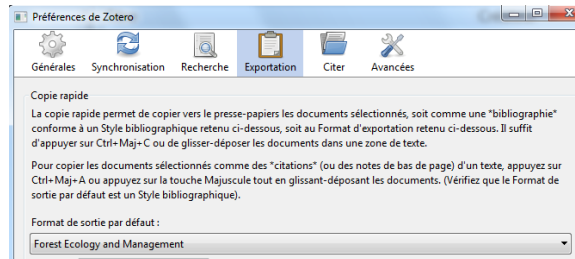 Préférences de Zotero
Générales Synchronisation Recherche Exportation Citer Avancées
Copie rapide
La copie rapide permet de copier vers le presse-papiers les documents sélectionnés, soit comme une *bibliographie*
conforme à un Style bibliographique retenu ci-dessous, soit au Format d'exportation retenu ci-dessous. Il suffit
d'appuyer sur Ctrl+Maj+C ou de glisser-déposer les documents dans une zone de texte.
Pour copier les documents sélectionnés comme des *citations* (ou des notes de bas de page) d'un texte, appuyez sur
Ctrl+Maj+A ou appuyez sur la touche Majuscule tout en glissant-déposant les documents. (Vérifiez que le Format de
sortie par défaut est un Style bibliographique).
Format de sortie par défaut :
Forest Ecology and Management